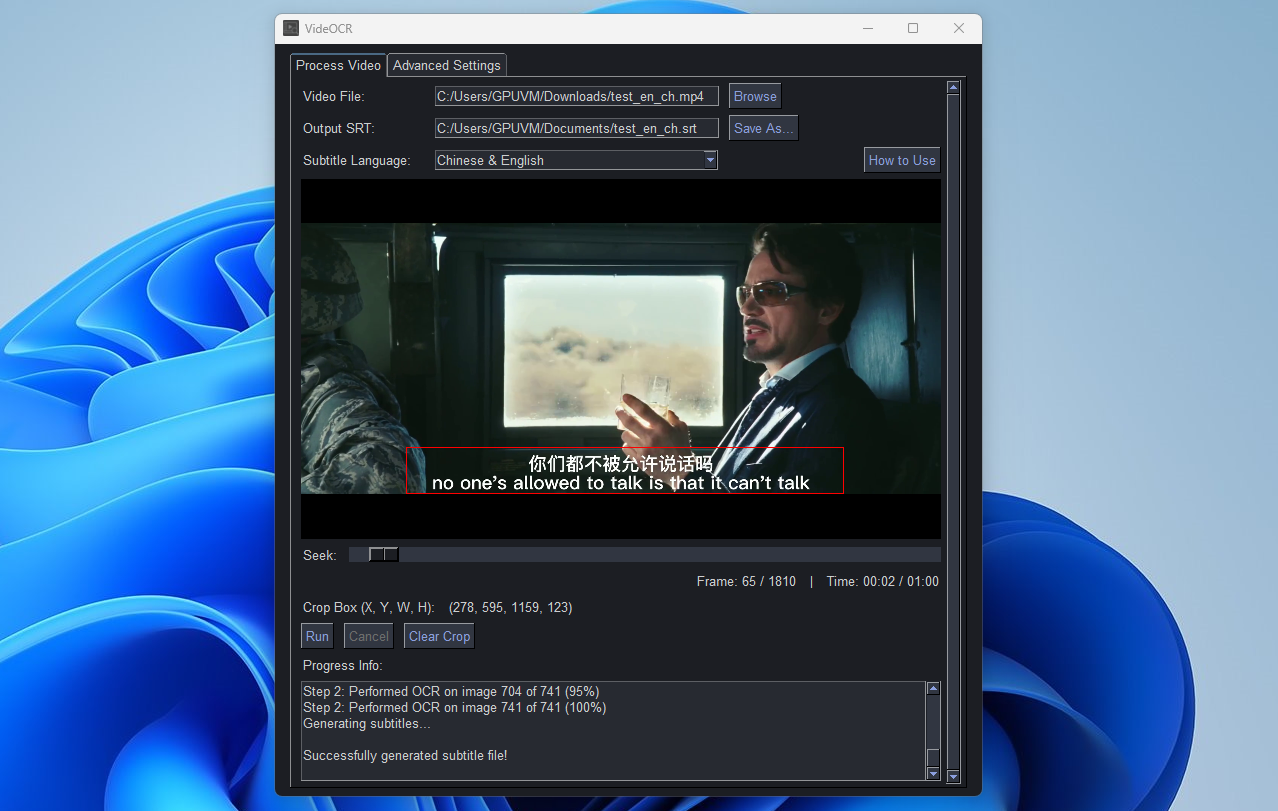 VideOCR
Process Video Advanced Settings
Video File: C:/Users/GPUVM/Downloads/test_en_ch.mp4 Browse
Output SRT: C:/Users/GPUVM/Documents/test_en_ch.srt Save As...
Subtitle Language: Chinese & English How to Use
你们都不被允许说话吗
no one's allowed to talk is that it can't talk
Seek:
Frame: 65 / 1810 | Time: 00:02 / 01:00
Crop Box (X, Y, W, H): (278, 595, 1159, 123)
Run Cancel Clear Crop
Progress Info:
Step 2: Performed OCR on image 704 of 741 (95%)
Step 2: Performed OCR on image 741 of 741 (100%)
Generating subtitles...
Successfully generated subtitle file!